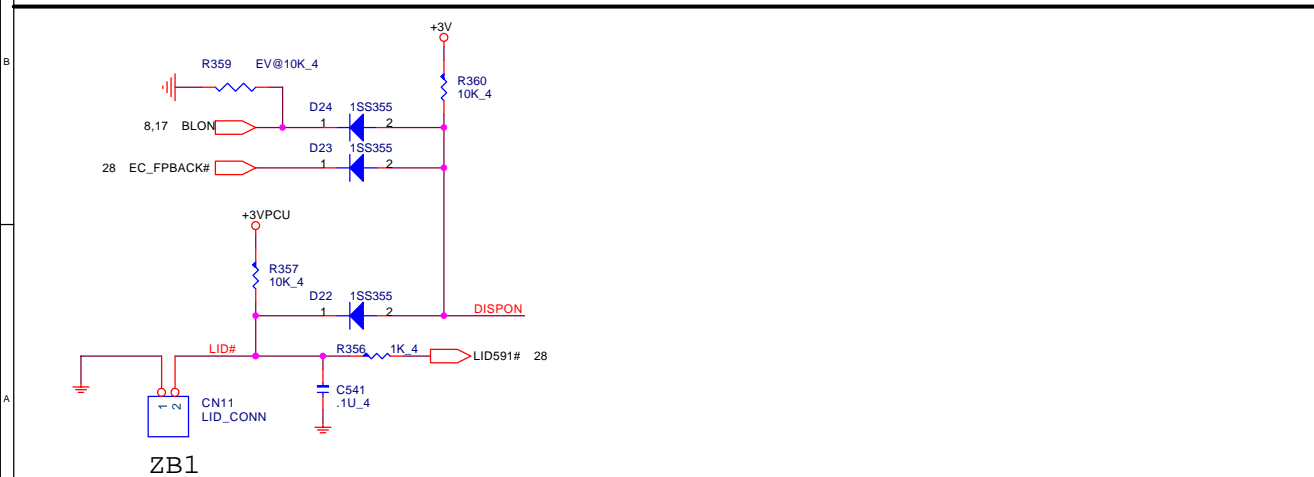 +3V
B
R359 EV@10K_4
R360
10K_4
D24 1SS355
8,17 BLON 1 2
D23 1SS355
28 EC_FPBACK# 1 2
+3VPCU
R357
10K_4
D22 1SS355
1 2 DISPON
LID# R356 1K_4 LID591# 28
C541
.1U_4
A
1 2
CN11
LID_CONN
ZB1